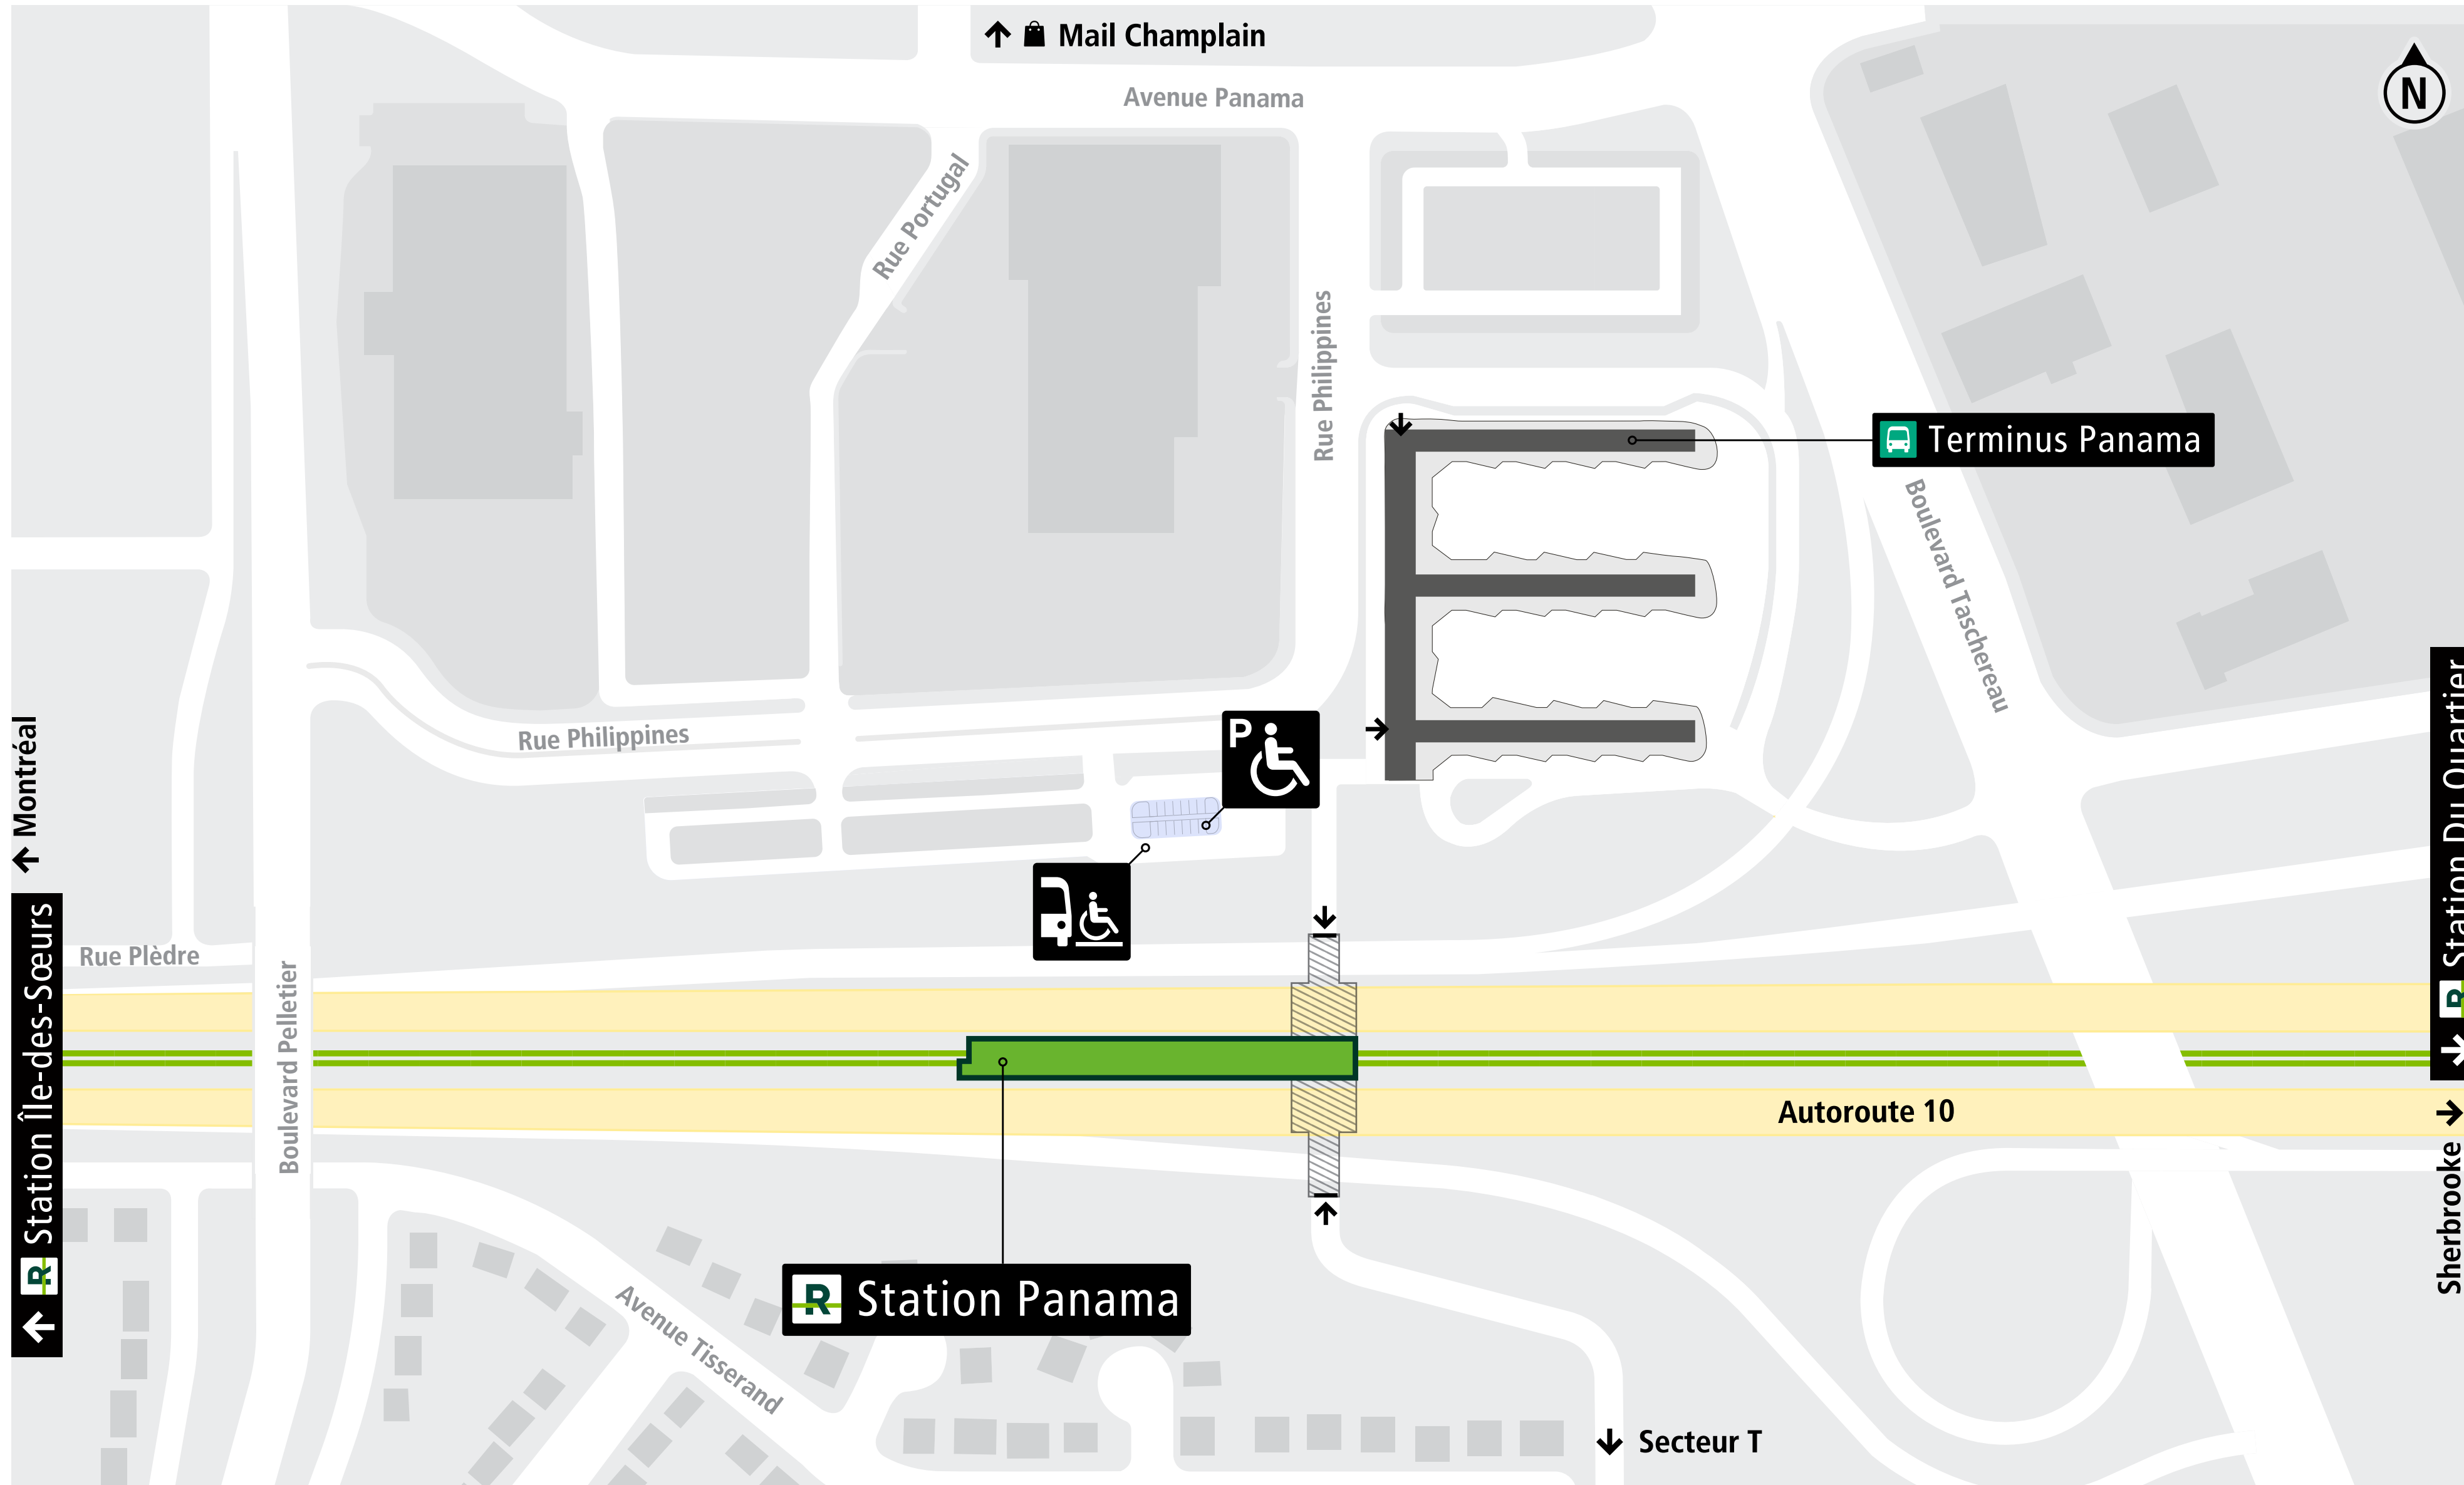 Mail Champlain
N
Avenue Panama
Rue Portugal
Rue Philippines
Terminus Panama
Boulevard Taschereau
Rue Philippines
P
Montréal
Station Île-des-Sœurs
R
Rue Plèdre
Boulevard Pelletier
Station Du Quartier
R
Autoroute 10
Sherbrooke
R Station Panama
Avenue Tisserand
Secteur T